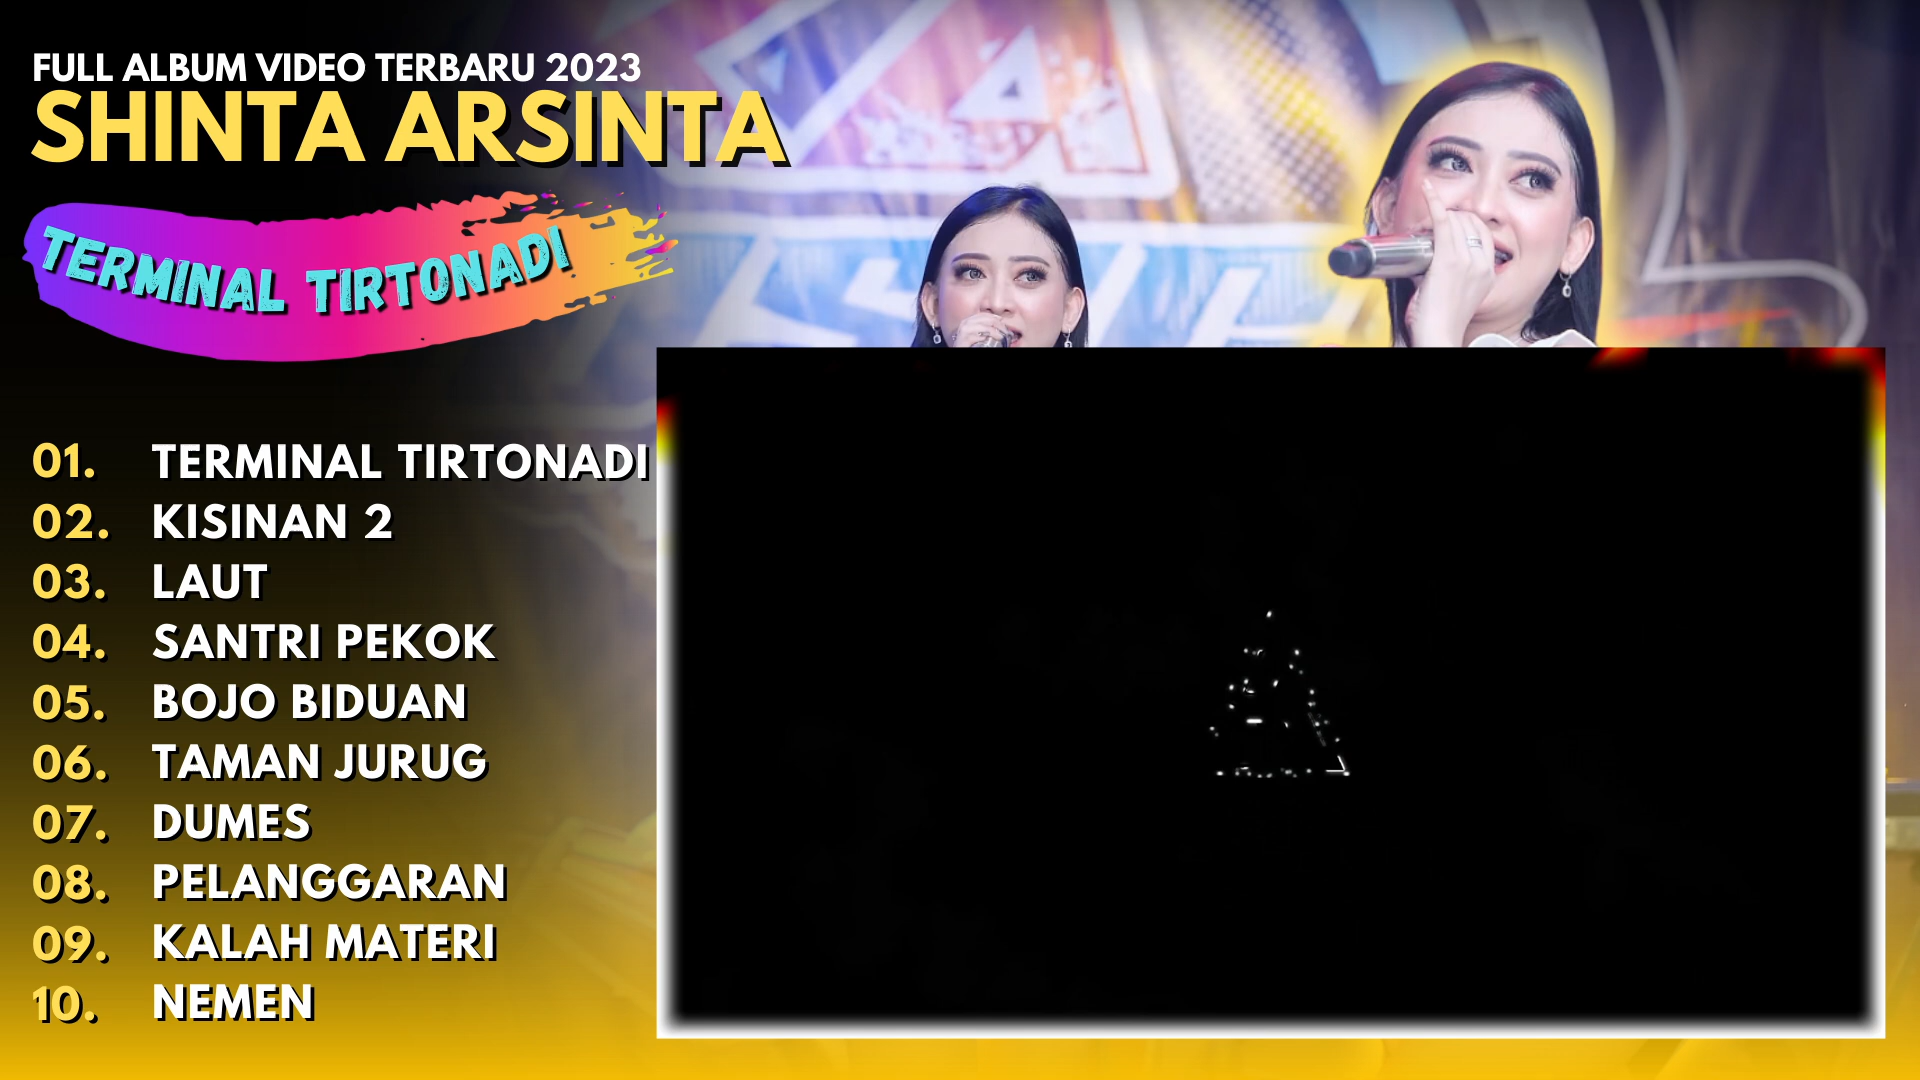 FULL ALBUM VIDEO TERBARU 2023
SHINTA ARSINTA
TERMINAL TIRTONADI
01. TERMINAL TIRTONADI
02. KISINAN 2
03. LAUT
04. SANTRI PEKOK
05. BOJO BIDUAN
06. TAMAN JURUG
07. DUMES
08. PELANGGARAN
09. KALAH MATERI
10. NEMEN